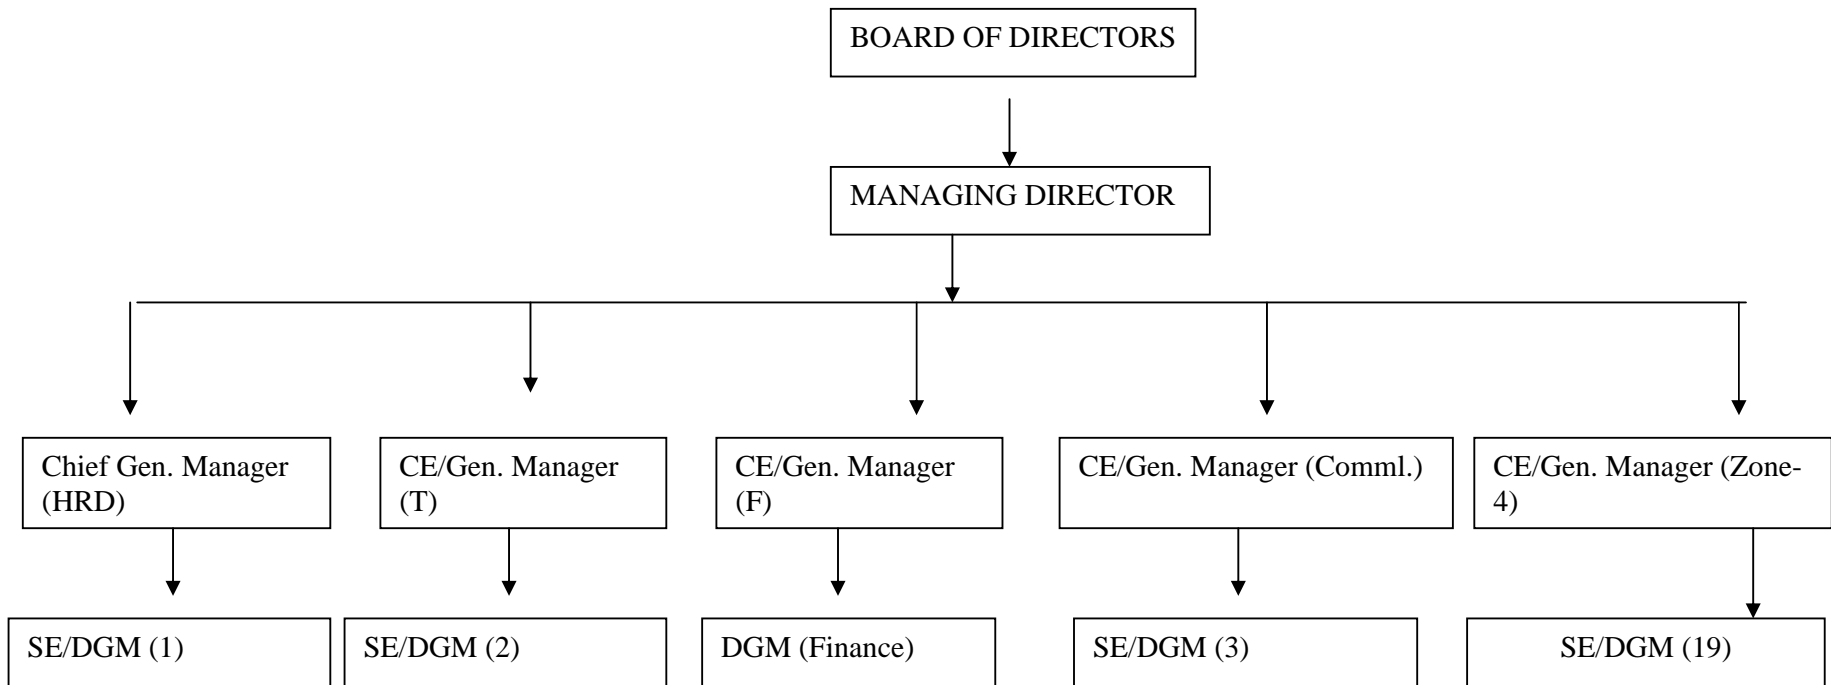 BOARD OF DIRECTORS
MANAGING DIRECTOR
Chief Gen. Manager
(HRD)
CE/Gen. Manager
(T)
CE/Gen. Manager
(F)
CE/Gen. Manager (Comml.)
CE/Gen. Manager (Zone-
4)
SE/DGM (1)
SE/DGM (2)
DGM (Finance)
SE/DGM (3)
SE/DGM (19)